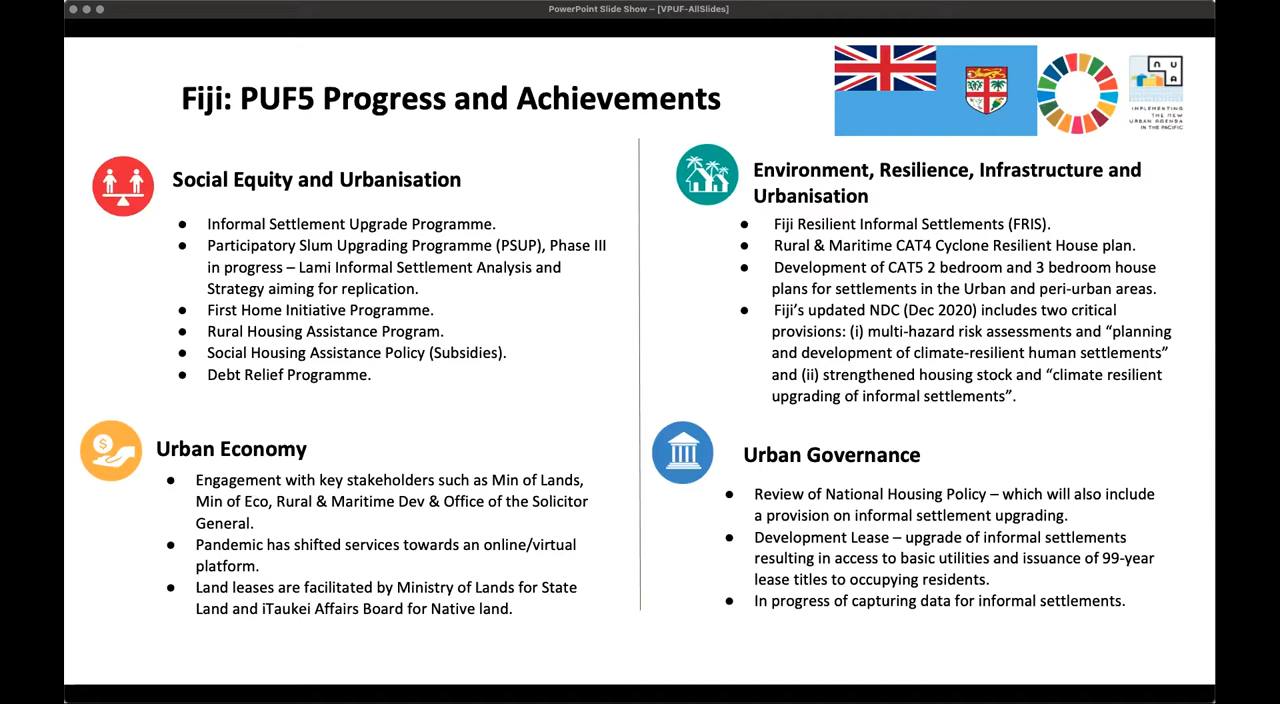 PowerPoint Slide Show – [VPUF-AllSlides]
Fiji: PUF5 Progress and Achievements
N U A
IMPLEMENTING
THE NEW
URBAN AGENDA
IN THE PACIFIC
Social Equity and Urbanisation
● Informal Settlement Upgrade Programme.
● Participatory Slum Upgrading Programme (PSUP), Phase III
in progress – Lami Informal Settlement Analysis and
Strategy aiming for replication.
● First Home Initiative Programme.
● Rural Housing Assistance Program.
● Social Housing Assistance Policy (Subsidies).
● Debt Relief Programme.
Environment, Resilience, Infrastructure and
Urbanisation
● Fiji Resilient Informal Settlements (FRIS).
● Rural & Maritime CAT4 Cyclone Resilient House plan.
● Development of CAT5 2 bedroom and 3 bedroom house
plans for settlements in the Urban and peri-urban areas.
● Fiji’s updated NDC (Dec 2020) includes two critical
provisions: (i) multi-hazard risk assessments and “planning
and development of climate-resilient human settlements”
and (ii) strengthened housing stock and “climate resilient
upgrading of informal settlements”.
$
Urban Economy
● Engagement with key stakeholders such as Min of Lands,
Min of Eco, Rural & Maritime Dev & Office of the Solicitor
General.
● Pandemic has shifted services towards an online/virtual
platform.
● Land leases are facilitated by Ministry of Lands for State
Land and iTaukei Affairs Board for Native land.
Urban Governance
● Review of National Housing Policy – which will also include
a provision on informal settlement upgrading.
● Development Lease – upgrade of informal settlements
resulting in access to basic utilities and issuance of 99-year
lease titles to occupying residents.
● In progress of capturing data for informal settlements.